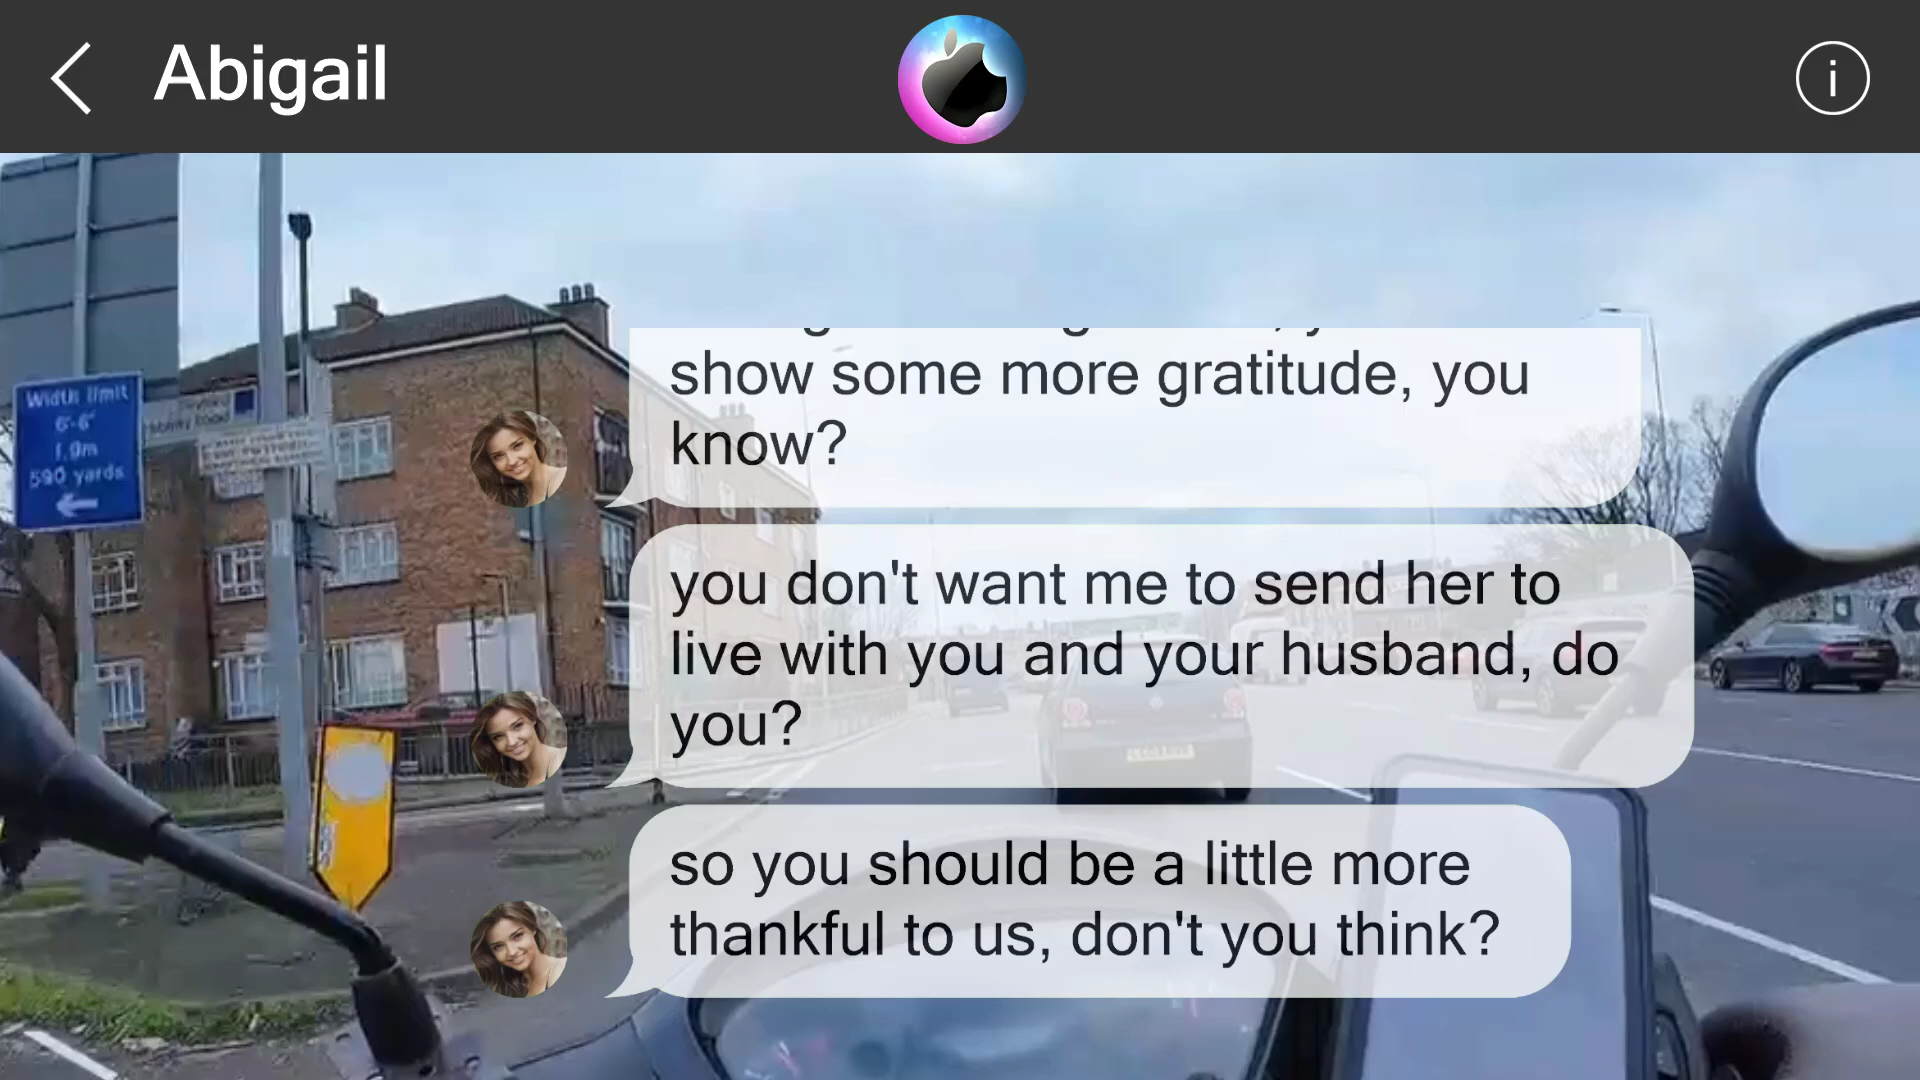 Abigail
i
show some more gratitude, you
know?
you don't want me to send her to
live with you and your husband, do
you?
so you should be a little more
thankful to us, don't you think?
Width limit
6'-6"
1.9m
590 yards